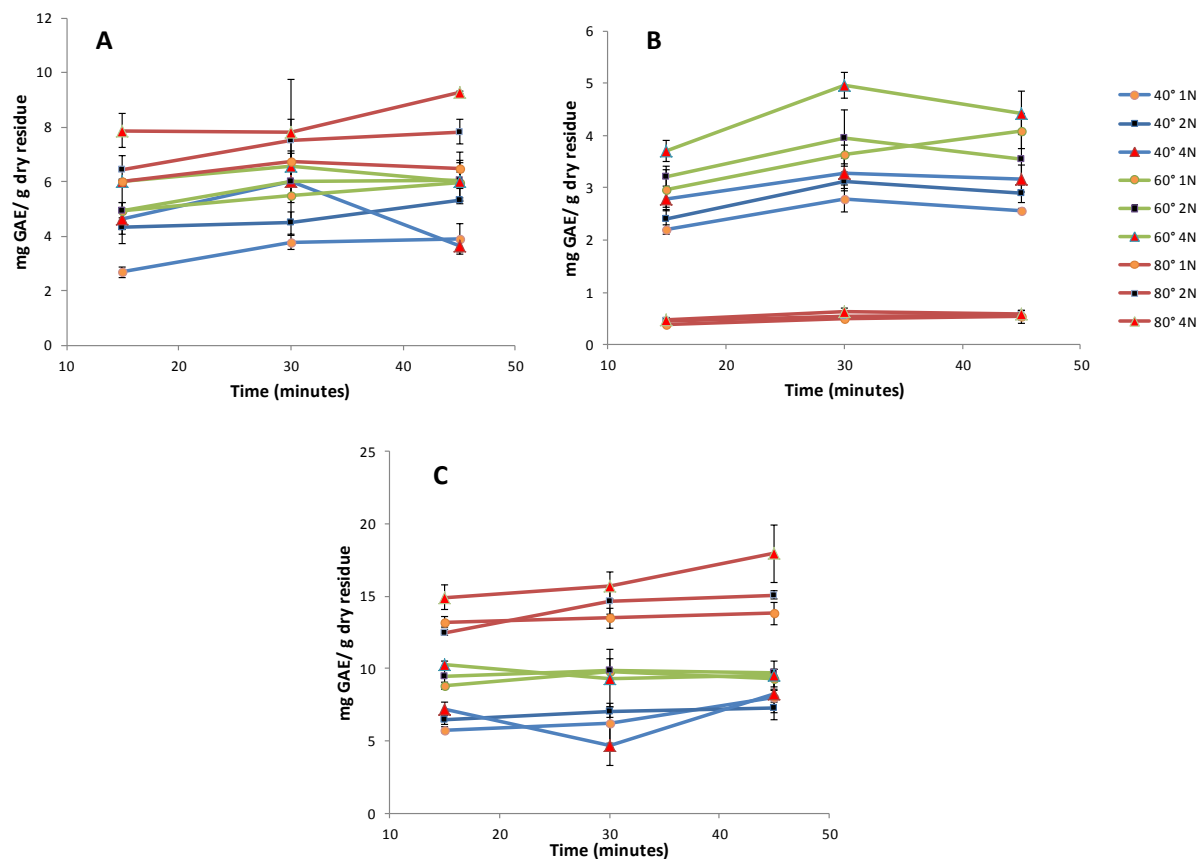 A
mg GAE/ g dry residue
12
10
8
6
4
2
0
10 20 30 40 50
Time (minutes)
B
mg GAE/ g dry residue
6
5
4
3
2
1
0
10 20 30 40 50
Time (minutes)
40° 1N
40° 2N
40° 4N
60° 1N
60° 2N
60° 4N
80° 1N
80° 2N
80° 4N
C
mg GAE/ g dry residue
25
20
15
10
5
0
10 20 30 40 50
Time (minutes)